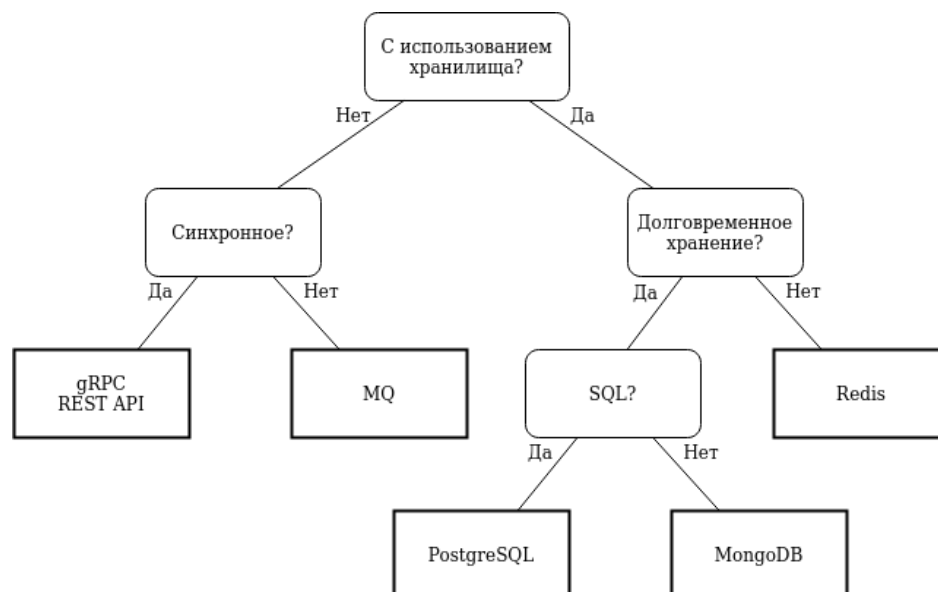 С использованием
хранилища?
Нет
Да
Синхронное?
Долговременное
хранение?
Да
Нет
Да
Нет
gRPC
REST API
MQ
SQL?
Redis
Да
Нет
PostgreSQL
MongoDB